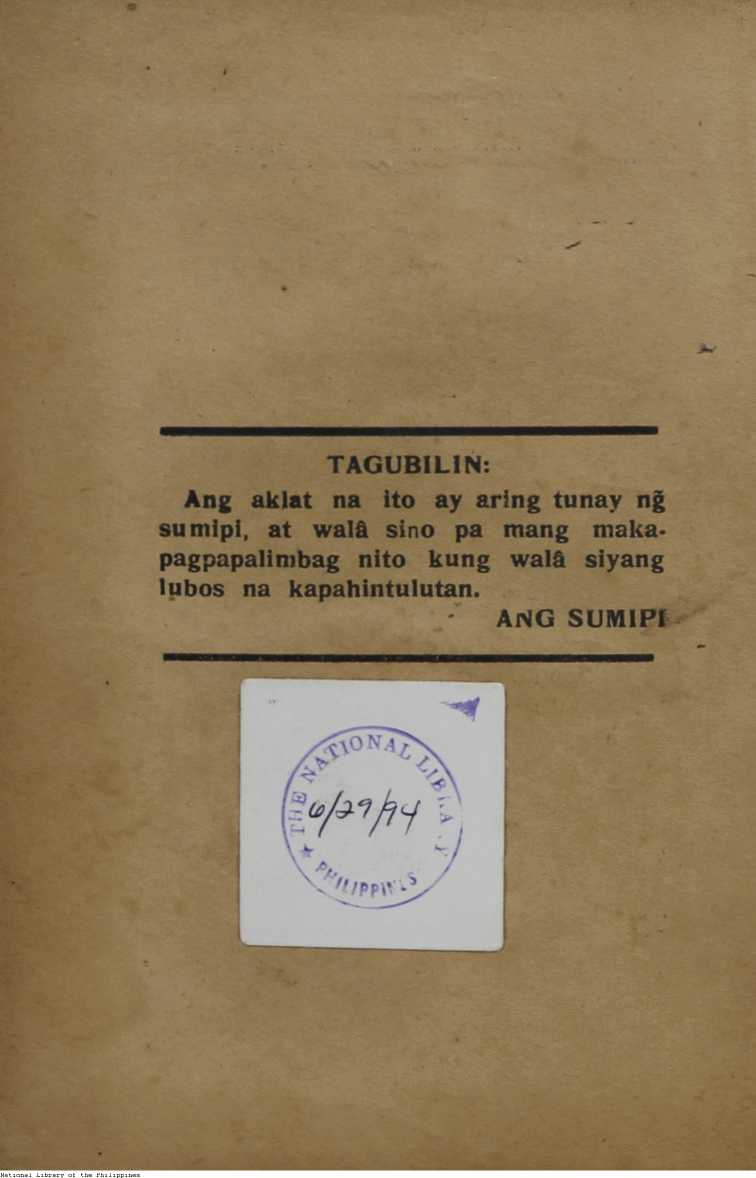 TAGUBILIN:
Ang aklat na ito ay aring tunay ng̃
sumipi, at walâ sino pa mang maka-
pagpapalimbag nito kung walâ siyang
lubos na kapahintulutan.
ANG SUMIPI
THE NATIONAL LIBRARY
6/29/94
★ PHILIPPINES
National Library of the Philippines